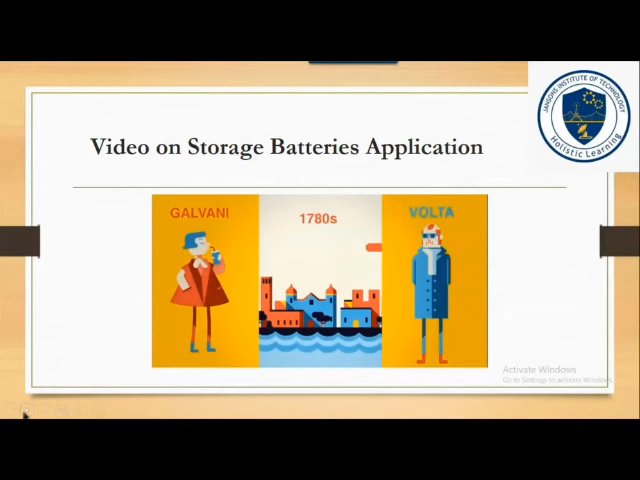 JANSONS INSTITUTE OF TECHNOLOGY
Holistic Learning
Video on Storage Batteries Application
GALVANI
1780s
VOLTA
Activate Windows
Go to Settings to activate Windows.